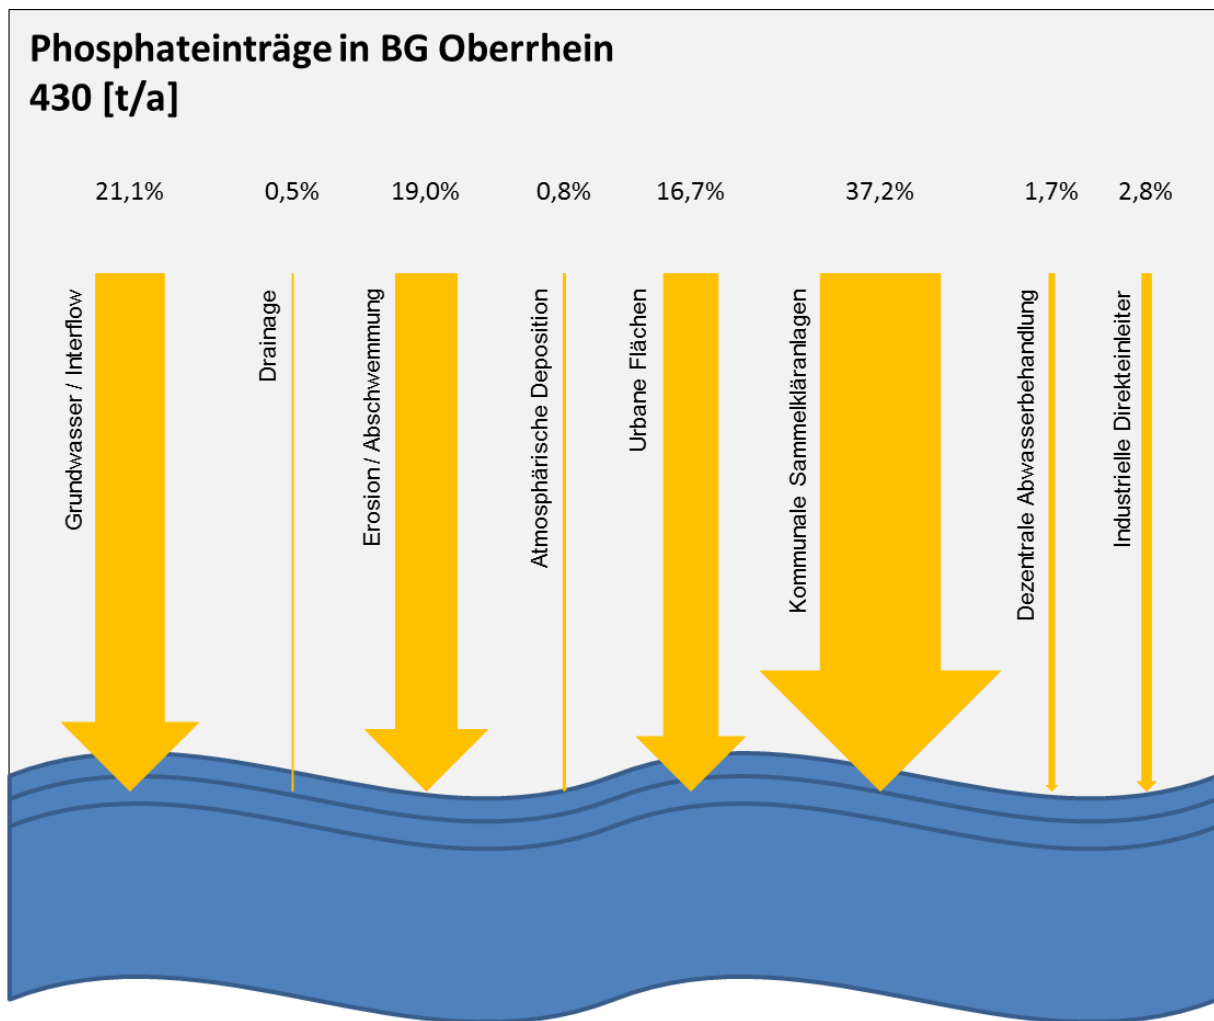 Phosphateinträge in BG Oberrhein
430 [t/a]
21,1%
0,5%
19,0%
0,8%
16,7%
37,2%
1,7%
2,8%
Grundwasser / Interflow
Drainage
Erosion / Abschwemmung
Atmosphärische Deposition
Urbane Flächen
Kommunale Sammelkläranlagen
Dezentrale Abwasserbehandlung
Industrielle Direkteinleiter